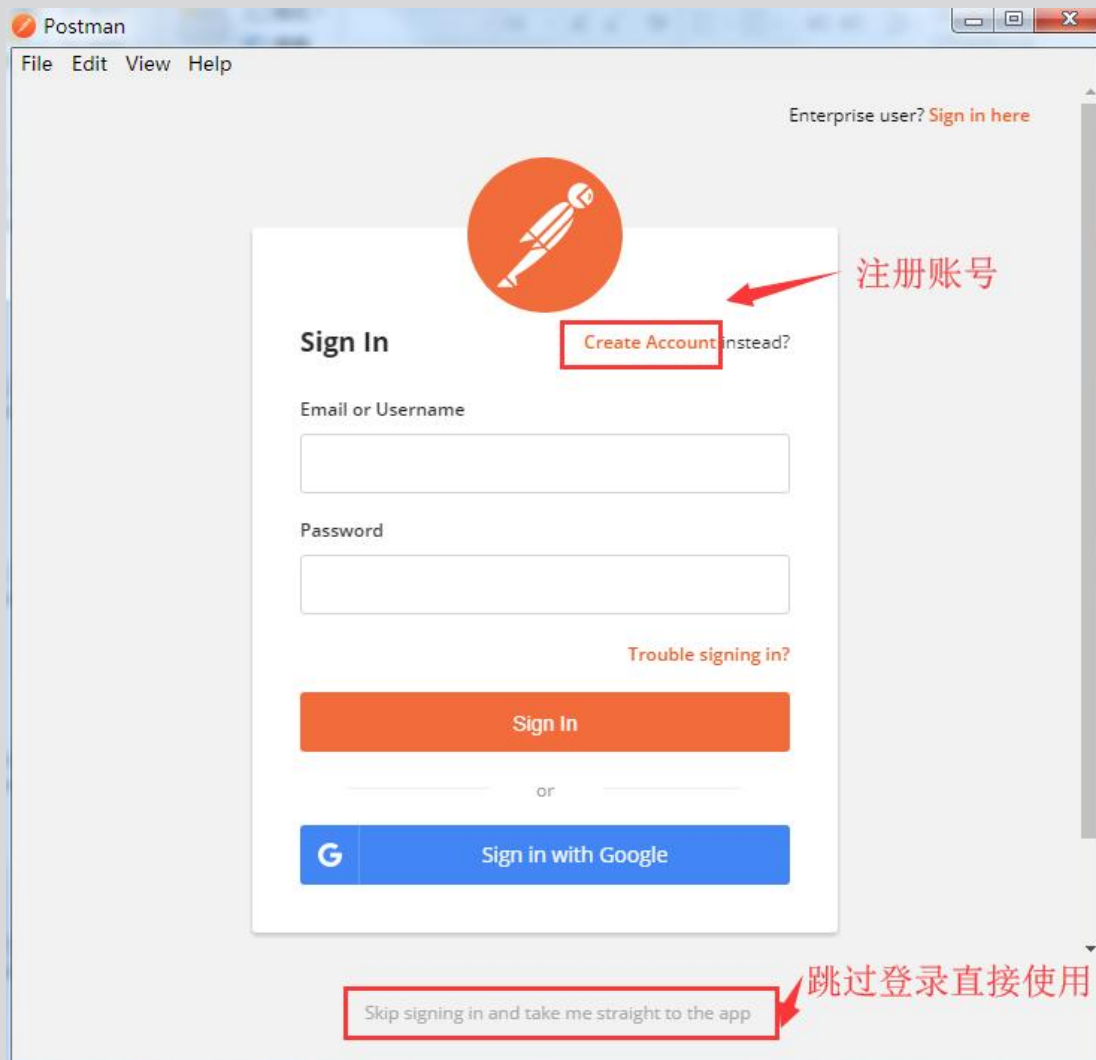 Postman
File Edit View Help
Enterprise user? Sign in here
注册账号
Sign In
Create Account instead?
Email or Username
Password
Trouble signing in?
Sign In
or
G Sign in with Google
跳过登录直接使用
Skip signing in and take me straight to the app